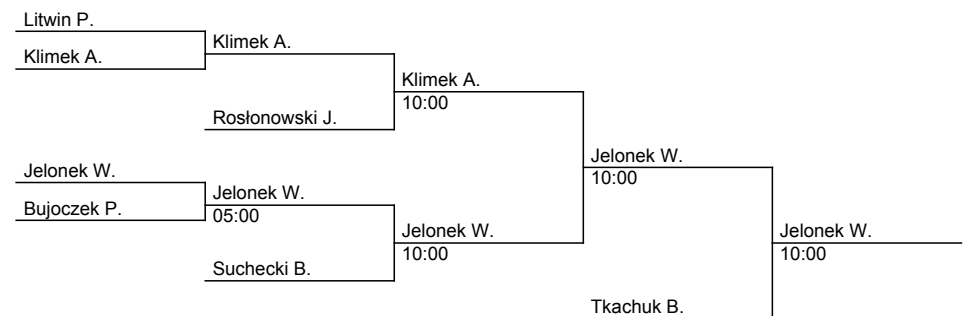 Litwin P.
Klimek A.
Klimek A.
Klimek A.
10:00
Rosłonowski J.
Jelonek W.
10:00
Jelonek W.
Bujoczek P.
Jelonek W.
05:00
Jelonek W.
10:00
Jelonek W.
10:00
Suchecki B.
Tkachuk B.